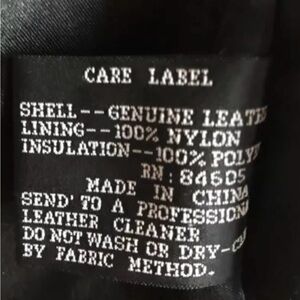 CARE LABEL
SHELL--GENUINE LEATH
LINING--100% NYLON
INSULATION--100% POLY
RN: 84605
MADE IN CHINA
SEND TO A PROFESSIONA
LEATHER CLEANER
DO NOT WASH OR DRY-C
BY FABRIC METHOD.